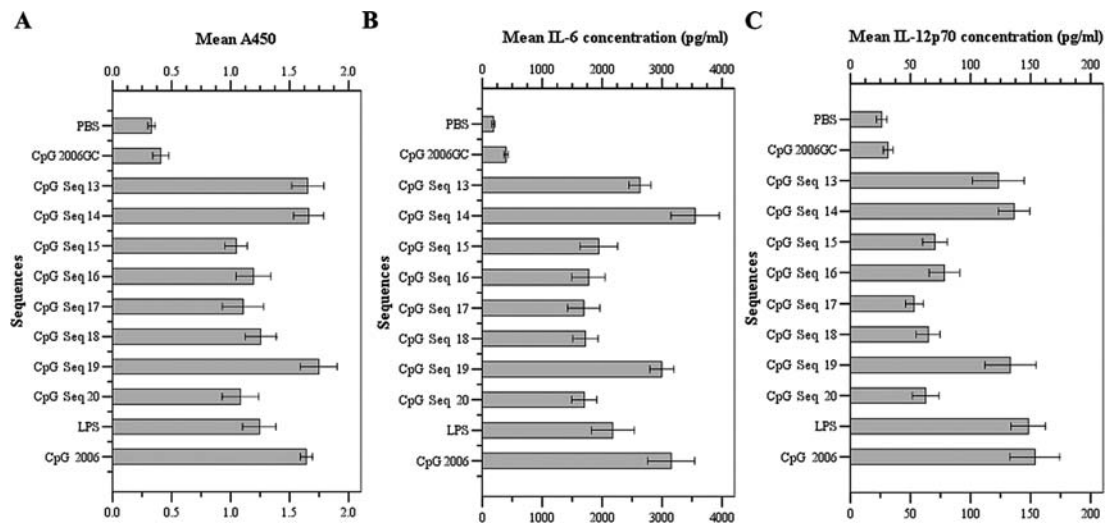 A
Mean A450
0.0 0.5 1.0 1.5 2.0
Sequences
PBS
CpG 2006GC
CpG Seq 13
CpG Seq 14
CpG Seq 15
CpG Seq 16
CpG Seq 17
CpG Seq 18
CpG Seq 19
CpG Seq 20
LPS
CpG 2006
0.0 0.5 1.0 1.5 2.0
B
Mean IL-6 concentration (pg/ml)
0 1000 2000 3000 4000
Sequences
PBS
CpG 2006GC
CpG Seq 13
CpG Seq 14
CpG Seq 15
CpG Seq 16
CpG Seq 17
CpG Seq 18
CpG Seq 19
CpG Seq 20
LPS
CpG 2006
0 1000 2000 3000 4000
C
Mean IL-12p70 concentration (pg/ml)
0 50 100 150 200
Sequences
PBS
CpG 2006GC
CpG Seq 13
CpG Seq 14
CpG Seq 15
CpG Seq 16
CpG Seq 17
CpG Seq 18
CpG Seq 19
CpG Seq 20
LPS
CpG 2006
0 50 100 150 200